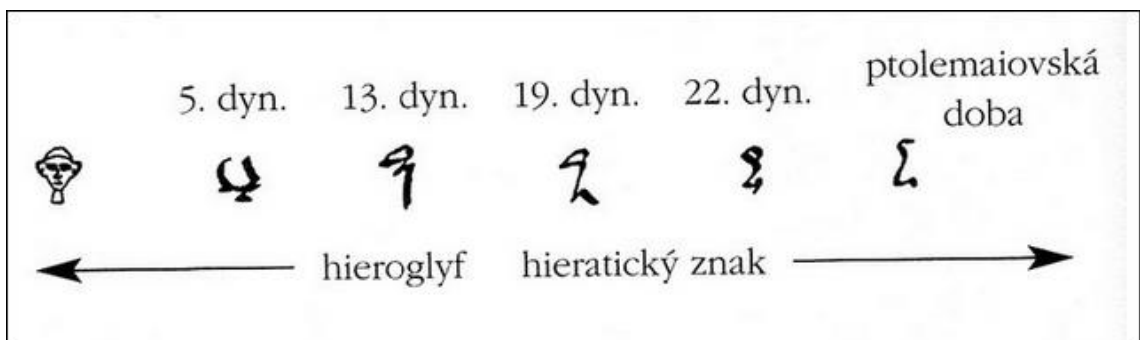 5. dyn. 13. dyn. 19. dyn. 22. dyn. ptolemaiovská
doba
hieroglyf hieratický znak